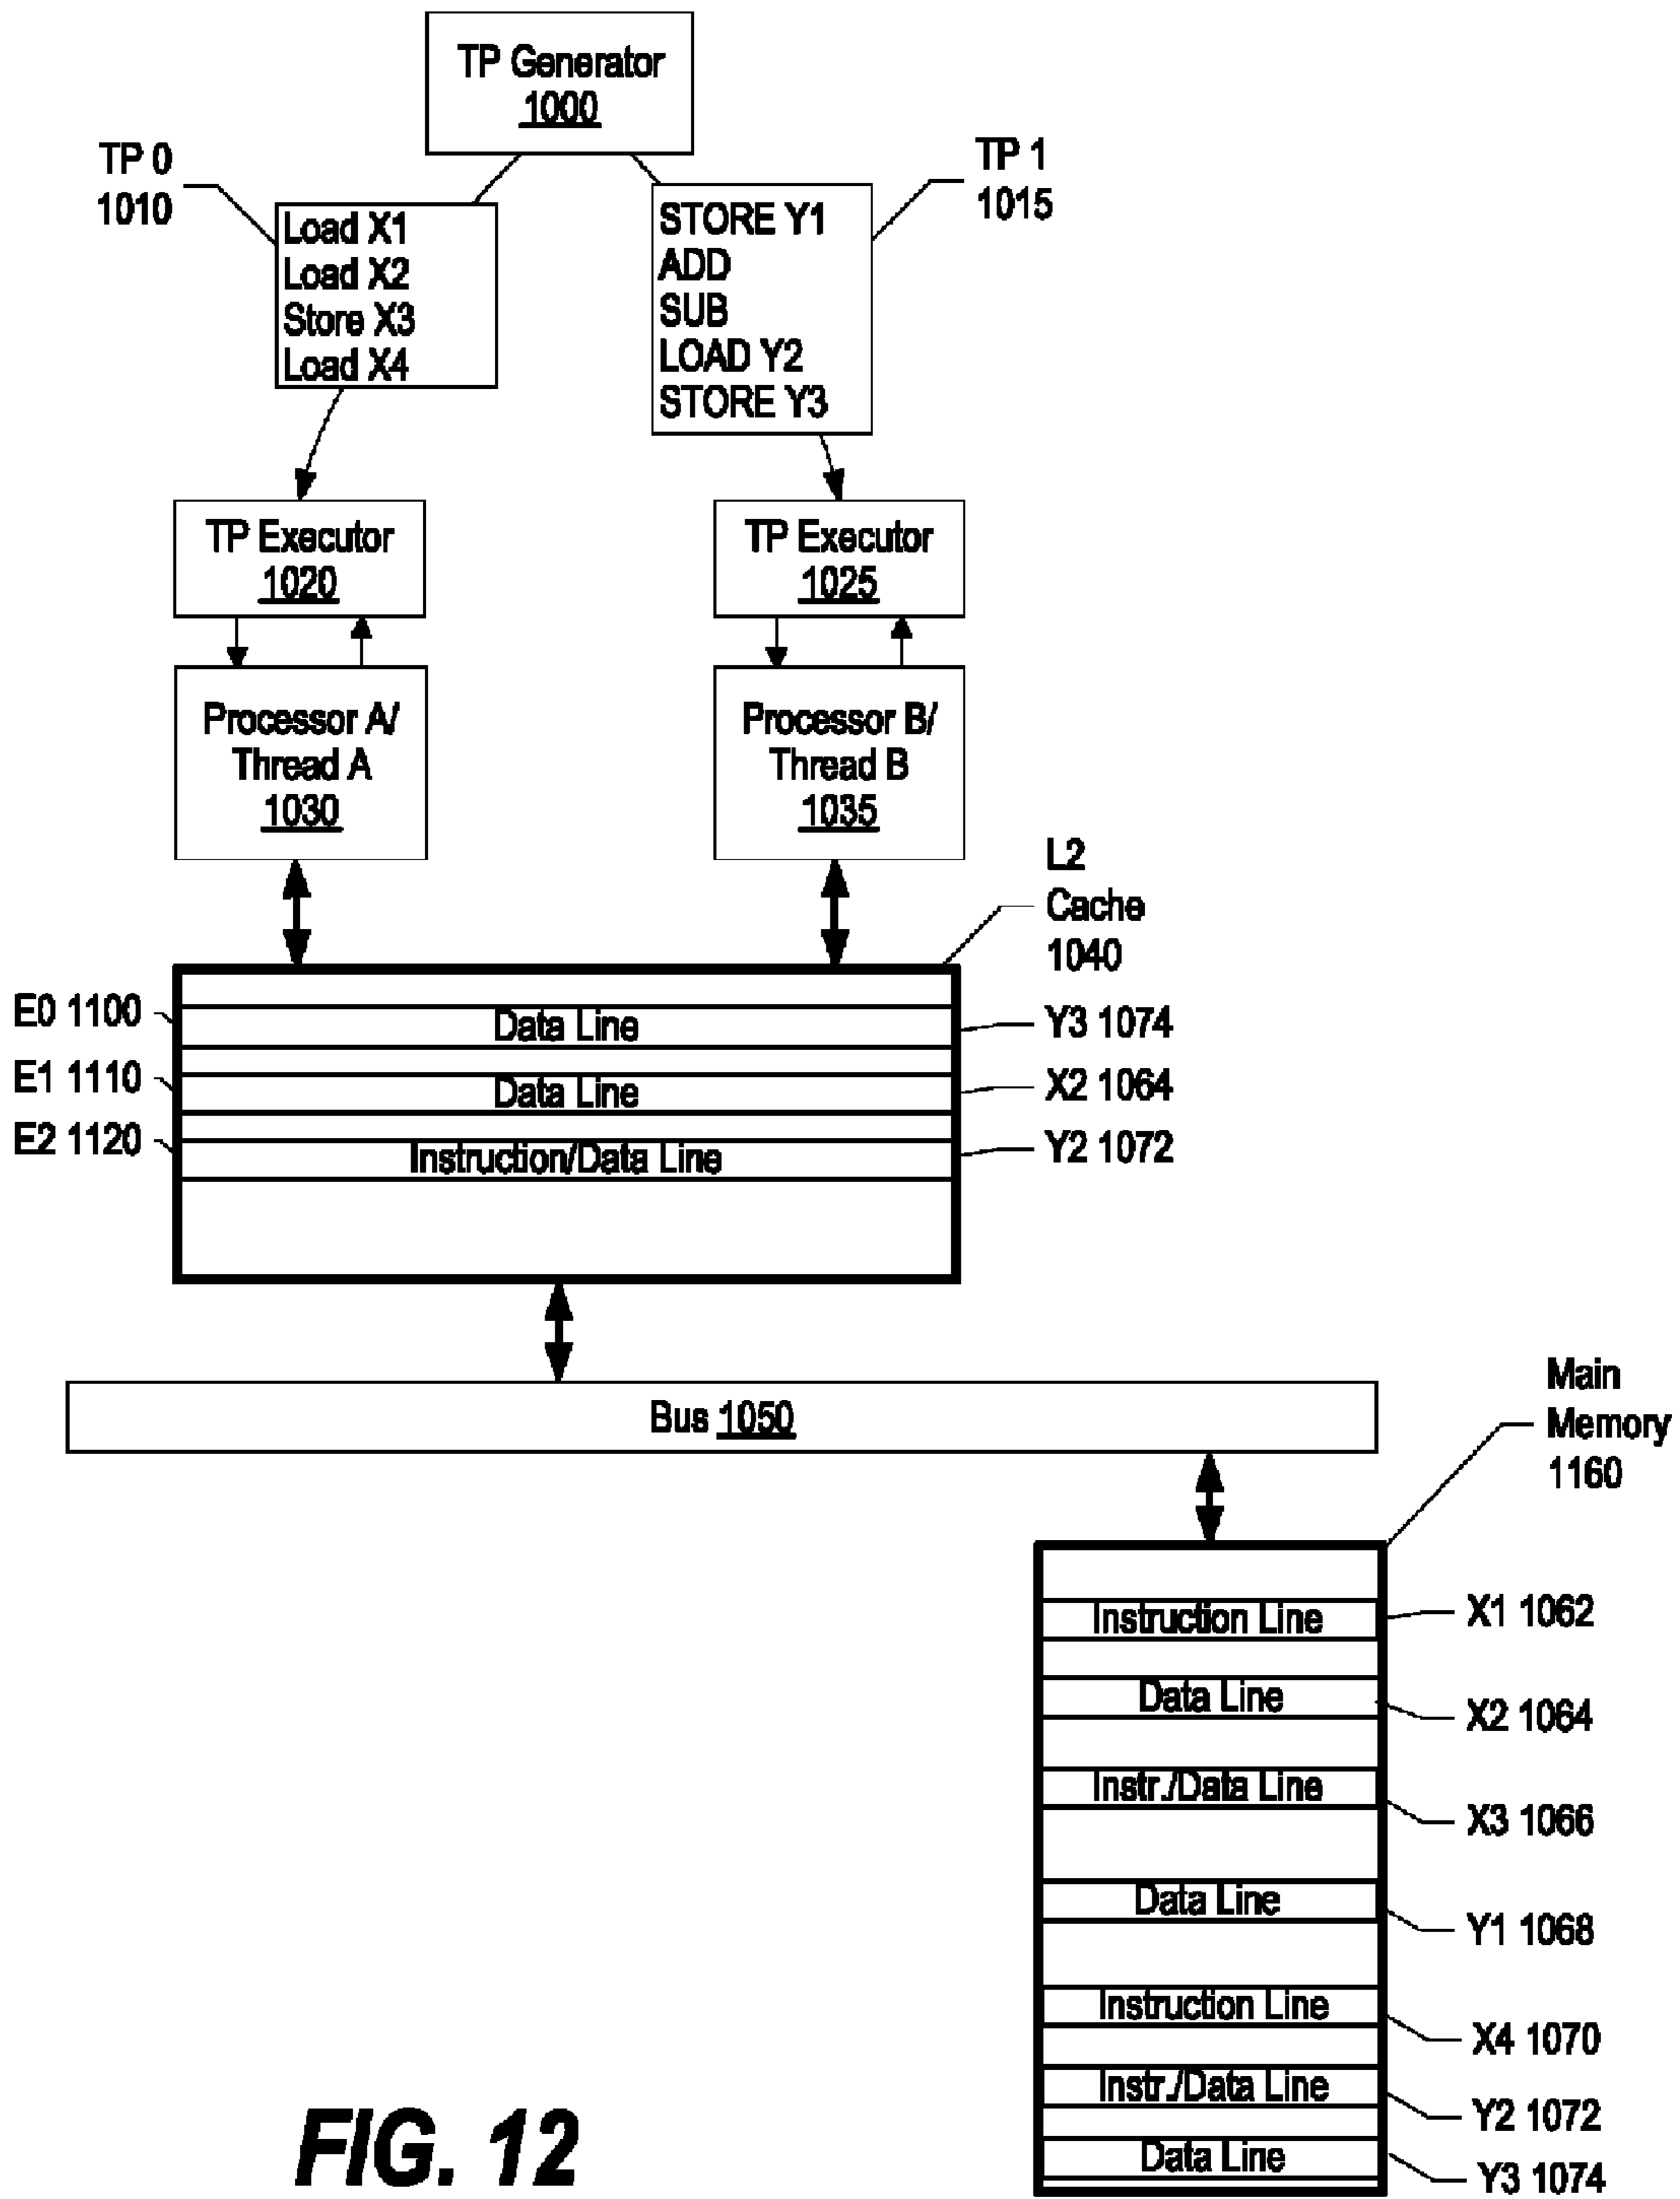 TP Generator
1000
TP 0
1010
TP 1
1015
Load X1
Load X2
Store X3
Load X4
STORE Y1
ADD
SUB
LOAD Y2
STORE Y3
TP Executor
1020
TP Executor
1025
Processor A/
Thread A
1030
Processor B/
Thread B
1035
L2
Cache
1040
E0 1100
Data Line
Y3 1074
E1 1110
Data Line
X2 1064
E2 1120
Instruction/Data Line
Y2 1072
Bus 1050
Main
Memory
1160
Instruction Line
X1 1062
Data Line
X2 1064
Instr./Data Line
X3 1066
Data Line
Y1 1068
Instruction Line
X4 1070
Instr./Data Line
Y2 1072
Data Line
Y3 1074
FIG. 12